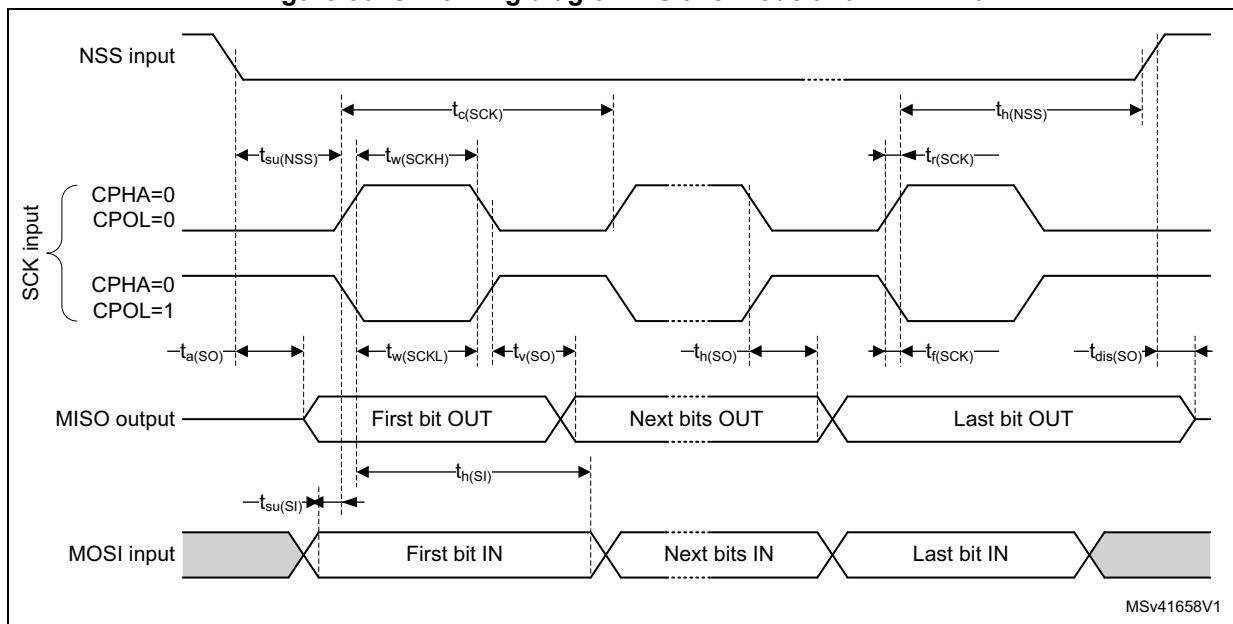 NSS input
tc(SCK)
th(NSS)
tsu(NSS)
tw(SCKH)
tr(SCK)
SCK input
CPHA=0
CPOL=0
CPHA=0
CPOL=1
ta(SO)
tw(SCKL)
tv(SO)
th(SO)
tf(SCK)
tdis(SO)
MISO output
First bit OUT
Next bits OUT
Last bit OUT
th(SI)
tsu(SI)
MOSI input
First bit IN
Next bits IN
Last bit IN
MSv41658V1